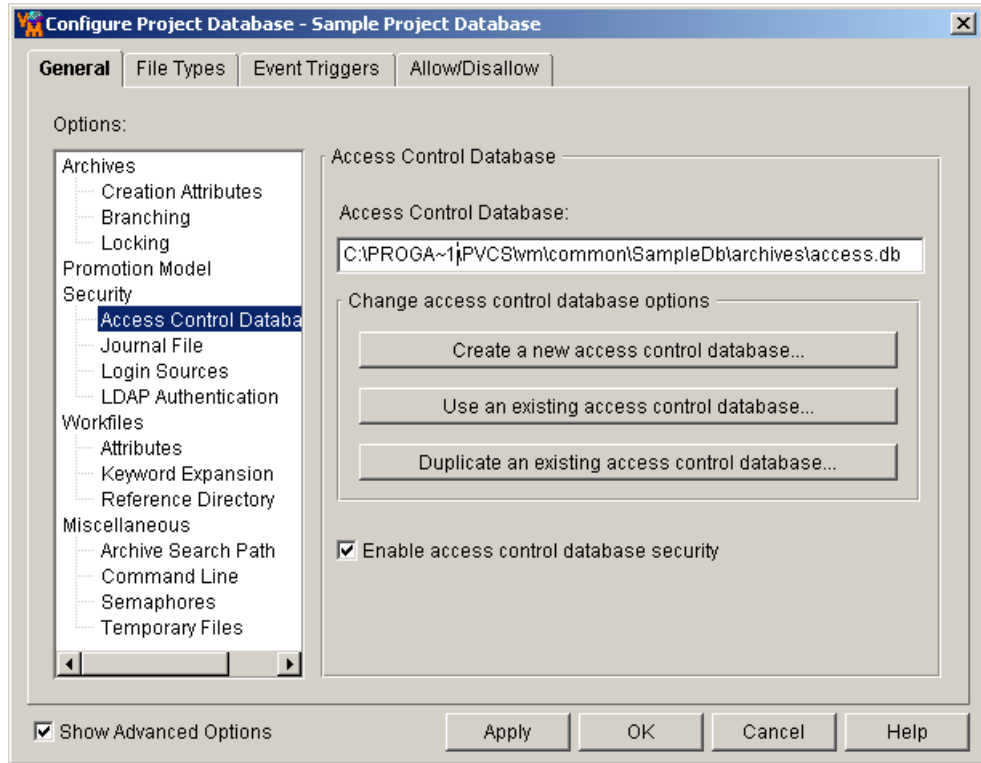 VM Configure Project Database - Sample Project Database
General File Types Event Triggers Allow/Disallow
Options:
Archives
Creation Attributes
Branching
Locking
Promotion Model
Security
Access Control Databa
Journal File
Login Sources
LDAP Authentication
Workfiles
Attributes
Keyword Expansion
Reference Directory
Miscellaneous
Archive Search Path
Command Line
Semaphores
Temporary Files
Access Control Database
Access Control Database:
C:\PROGA~1\PVCS\vm\common\SampleDb\archives\access.db
Change access control database options
Create a new access control database...
Use an existing access control database...
Duplicate an existing access control database...
Enable access control database security
Show Advanced Options
Apply OK Cancel Help